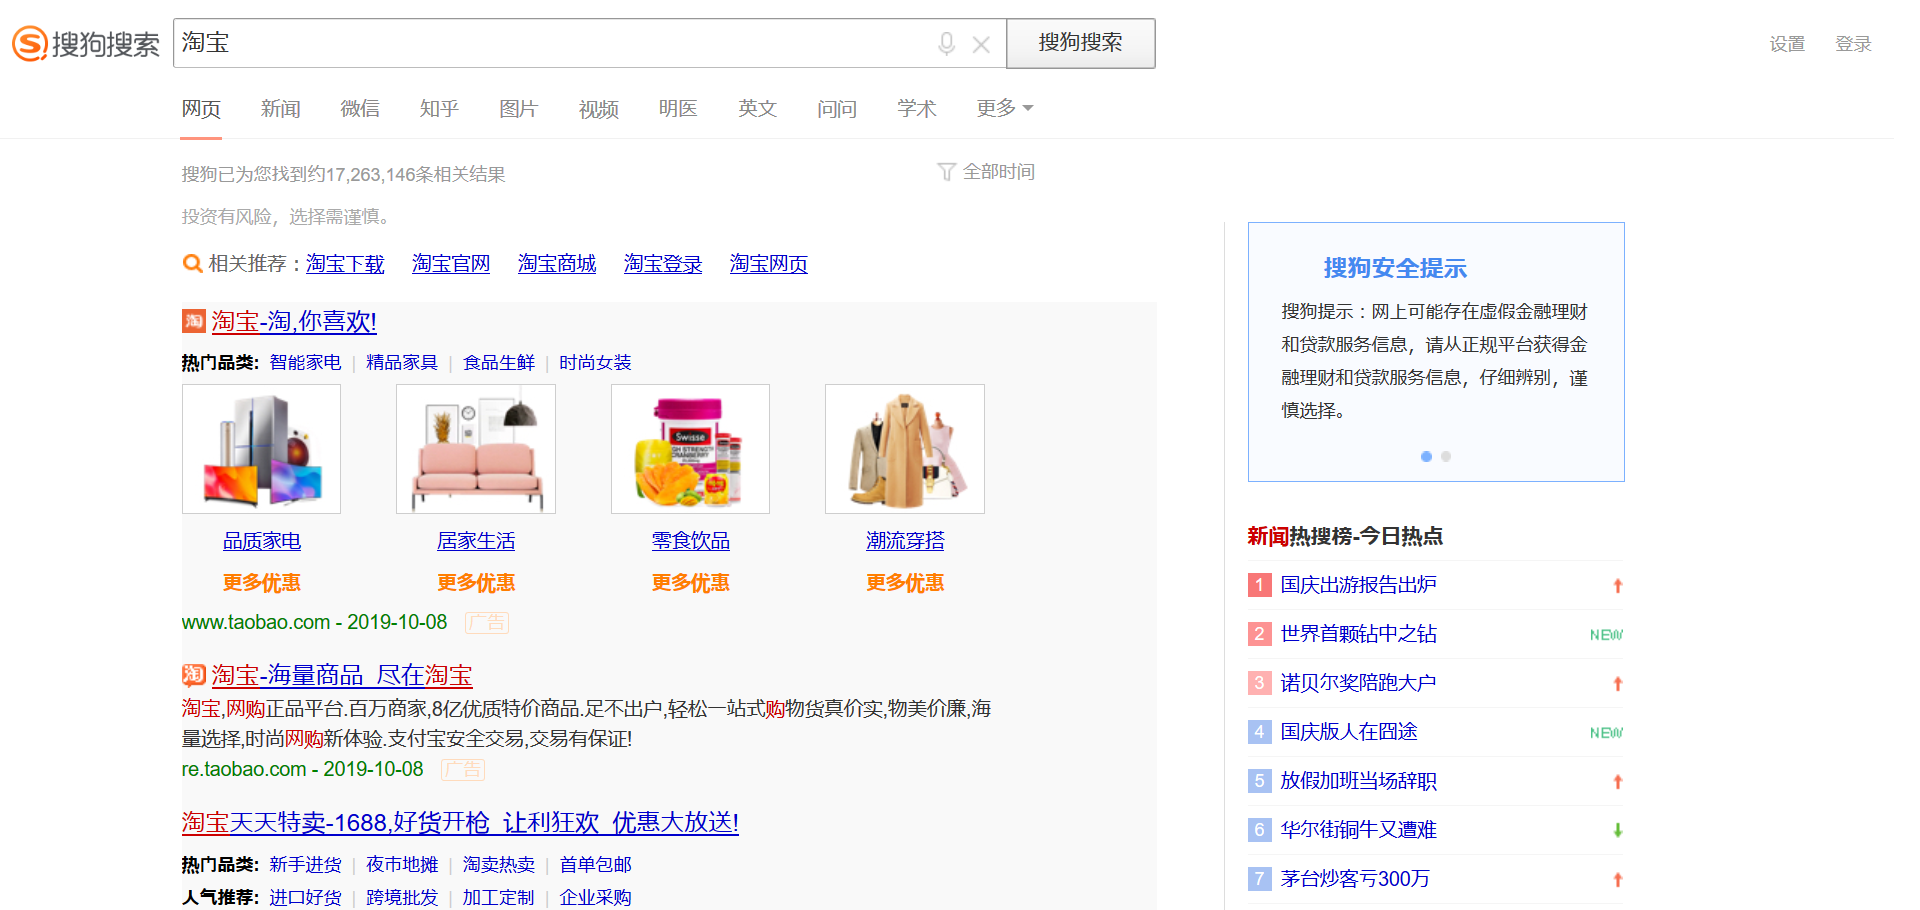 搜狗搜索
淘宝
搜狗搜索
设置 登录
网页 新闻 微信 知乎 图片 视频 明医 英文 问问 学术 更多
搜狗已为您找到约17,263,146条相关结果
全部时间
投资有风险，选择需谨慎。
相关推荐：淘宝下载 淘宝官网 淘宝商城 淘宝登录 淘宝网页
淘 淘宝-淘,你喜欢!
热门品类: 智能家电 | 精品家具 | 食品生鲜 | 时尚女装
Swisse
HIGH STRENGTH
CRANBERRY
品质家电 居家生活 零食饮品 潮流穿搭
更多优惠 更多优惠 更多优惠 更多优惠
www.taobao.com - 2019-10-08 广告
淘 淘宝-海量商品 尽在淘宝
淘宝,网购正品平台.百万商家,8亿优质特价商品.足不出户,轻松一站式购物货真价实,物美价廉,海
量选择,时尚网购新体验.支付宝安全交易,交易有保证!
re.taobao.com - 2019-10-08 广告
淘宝天天特卖-1688,好货开枪 让利狂欢 优惠大放送!
热门品类: 新手进货 | 夜市地摊 | 淘卖热卖 | 首单包邮
人气推荐: 进口好货 | 跨境批发 | 加工定制 | 企业采购
搜狗安全提示
搜狗提示：网上可能存在虚假金融理财
和贷款服务信息，请从正规平台获得金
融理财和贷款服务信息，仔细辨别，谨
慎选择。
新闻热搜榜-今日热点
1 国庆出游报告出炉
2 世界首颗钻中之钻 NEW
3 诺贝尔奖陪跑大户
4 国庆版人在囧途 NEW
5 放假加班当场辞职
6 华尔街铜牛又遭难
7 茅台炒客亏300万